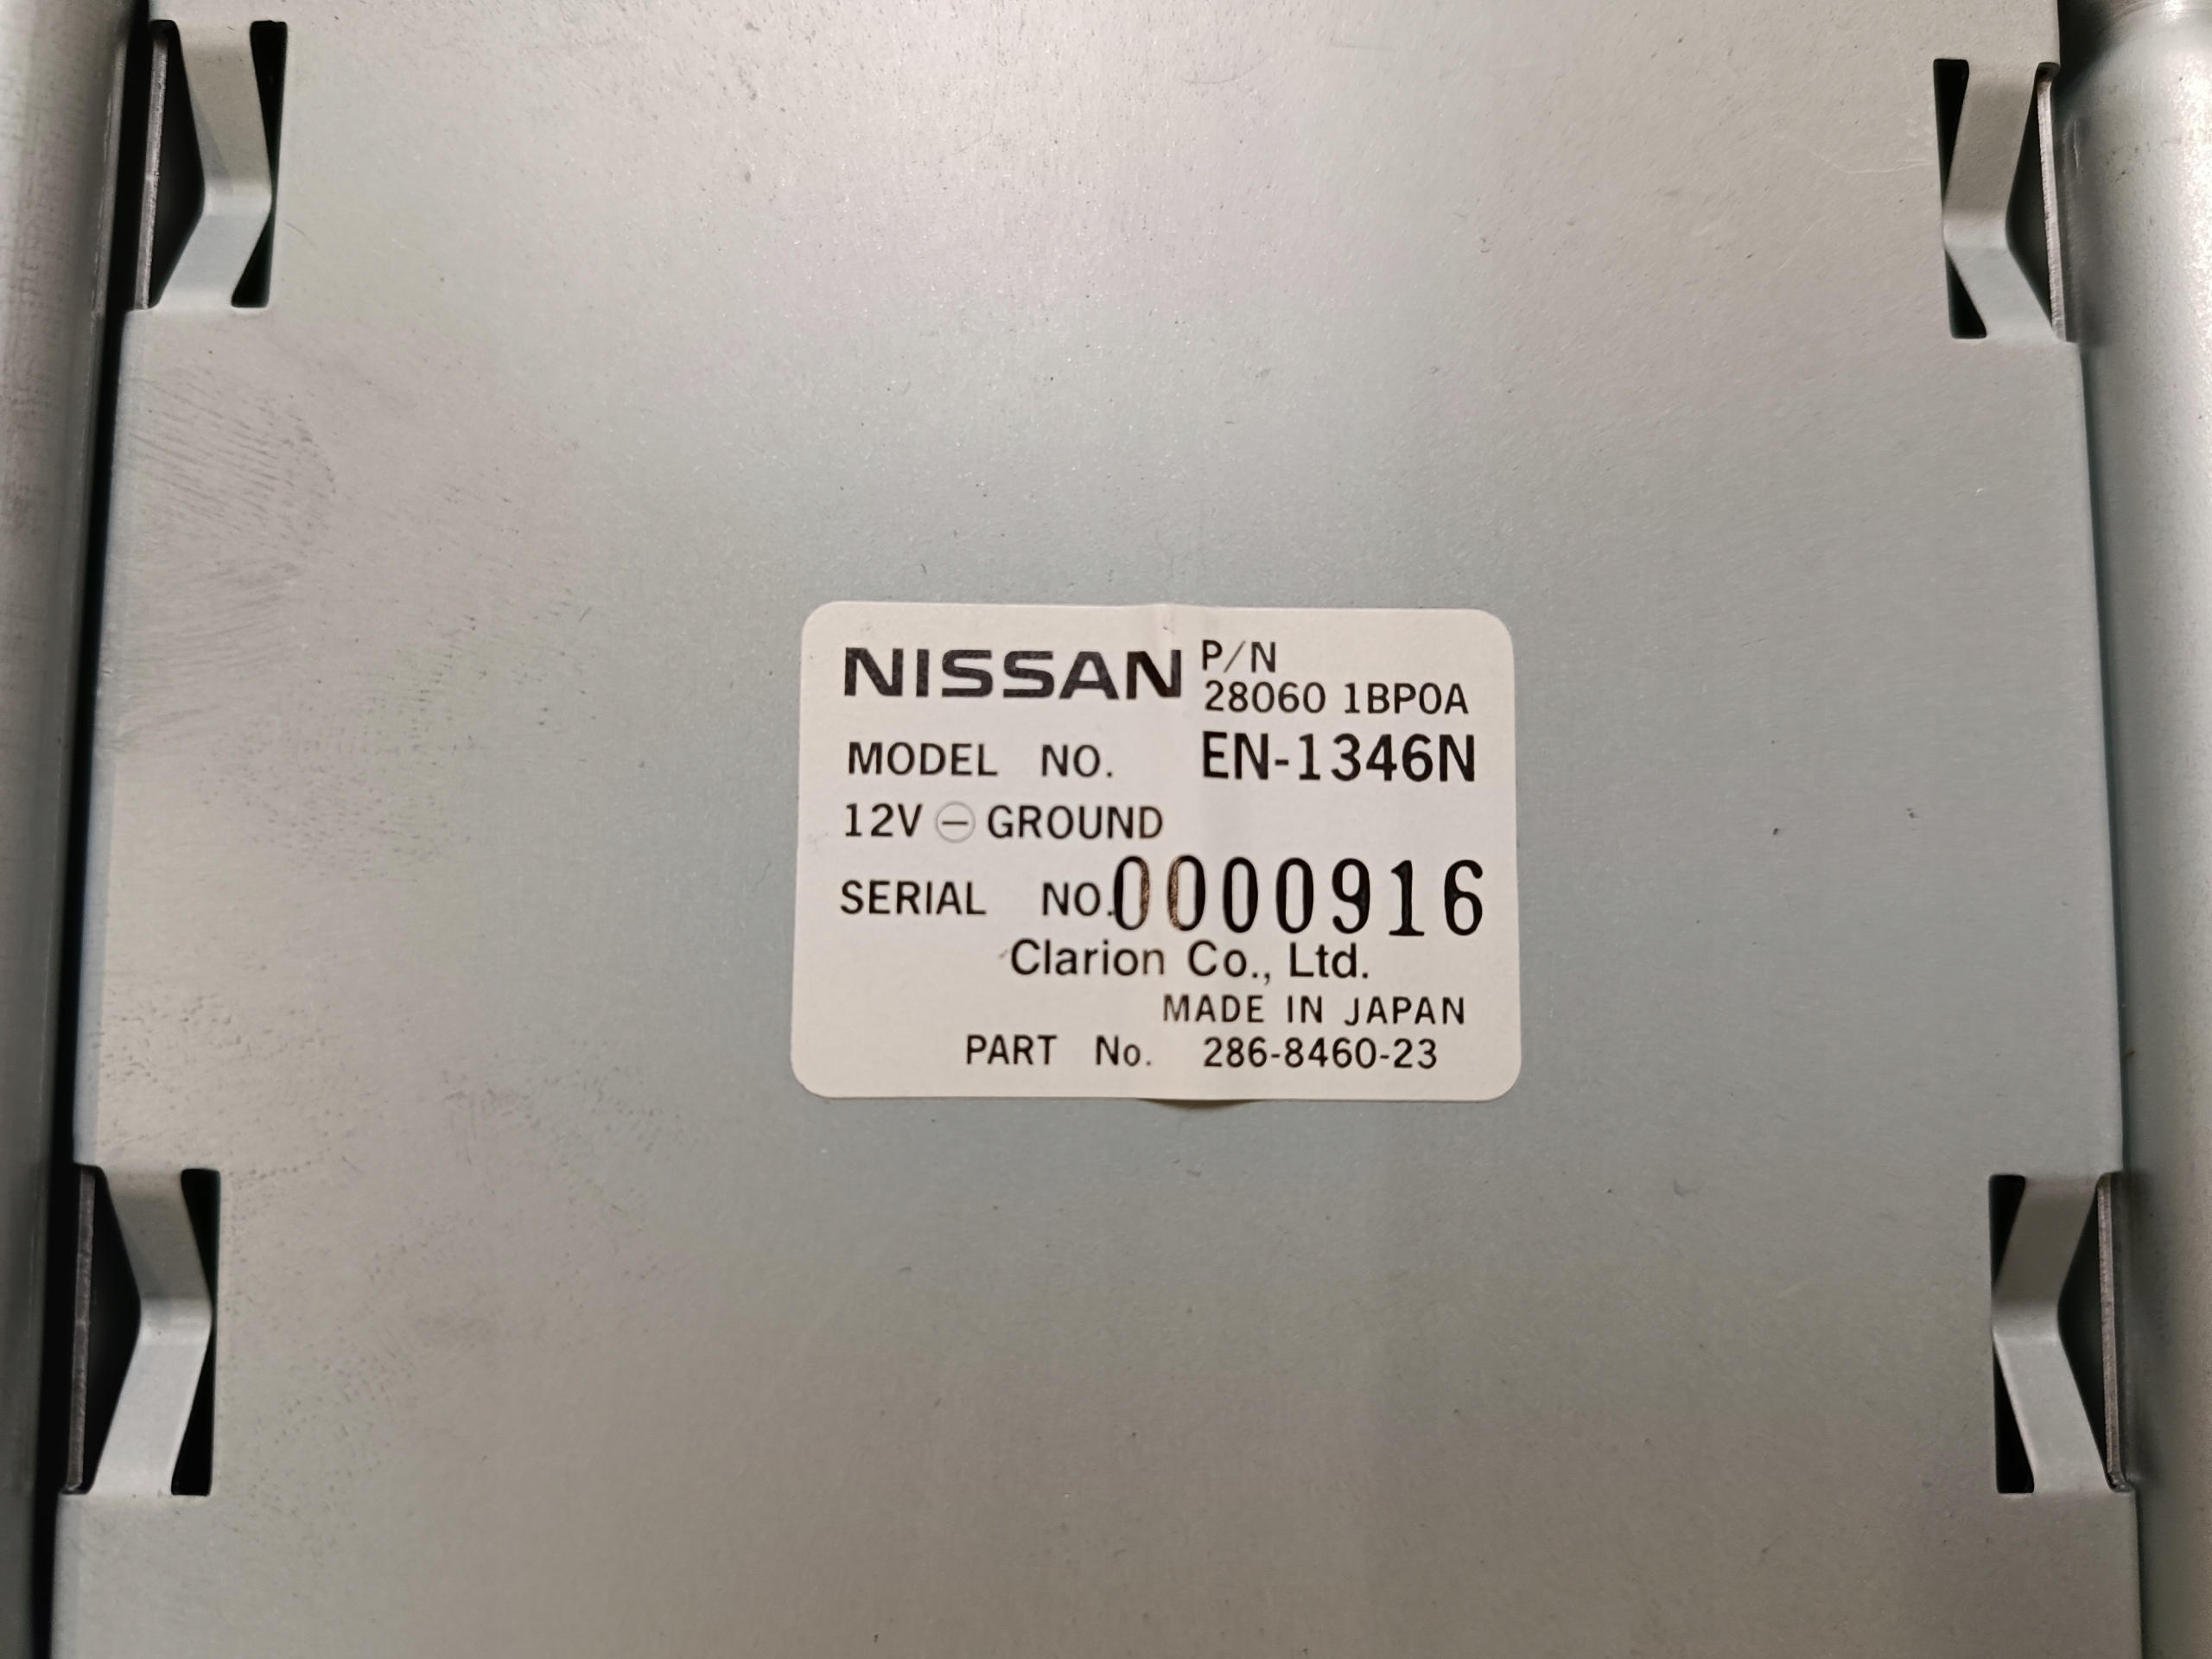 NISSAN P/N
28060 1BP0A
MODEL NO. EN-1346N
12V ⊖ GROUND
SERIAL NO.0000916
Clarion Co., Ltd.
MADE IN JAPAN
PART No. 286-8460-23